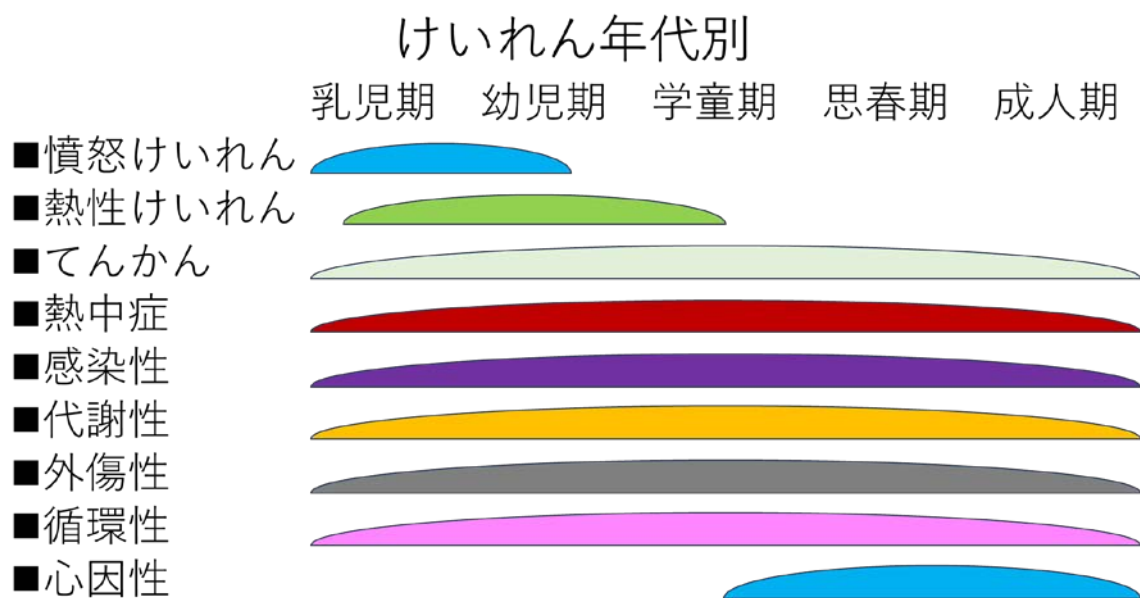 けいれん年代別
乳児期 幼児期 学童期 思春期 成人期
■憤怒けいれん
■熱性けいれん
■てんかん
■熱中症
■感染性
■代謝性
■外傷性
■循環性
■心因性